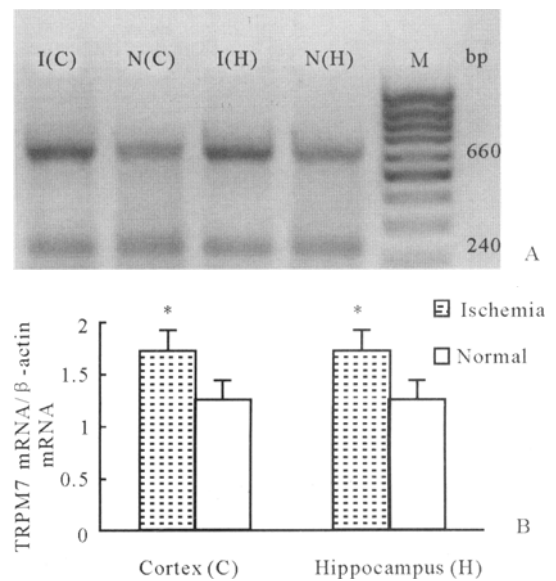 I(C) N(C) I(H) N(H) M bp
660
240
A
* *
Ischemia
Normal
2
1.5
1
0.5
0
TRPM7 mRNA/β-actin
mRNA
B
Cortex (C) Hippocampus (H)